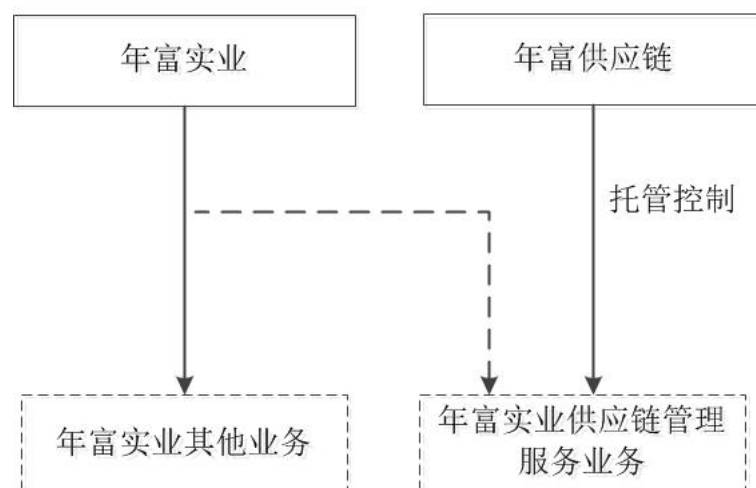 年富实业
年富供应链
托管控制
年富实业其他业务
年富实业供应链管理
服务业务